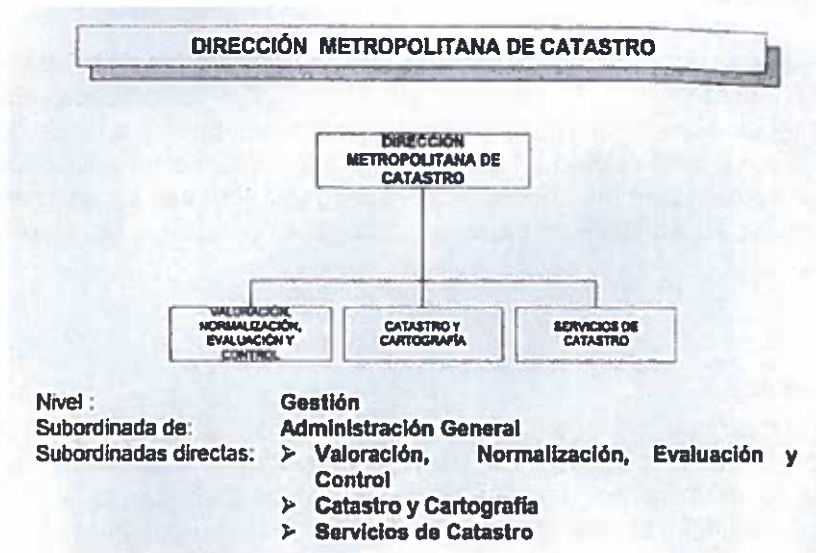 DIRECCIÓN METROPOLITANA DE CATASTRO
DIRECCIÓN
METROPOLITANA DE
CATASTRO
VALORACIÓN,
NORMALIZACIÓN,
EVALUACIÓN Y
CONTROL
CATASTRO Y
CARTOGRAFÍA
SERVICIOS DE
CATASTRO
Nivel : Gestión
Subordinada de: Administración General
Subordinadas directas: ➢ Valoración, Normalización, Evaluación y
Control
➢ Catastro y Cartografía
➢ Servicios de Catastro